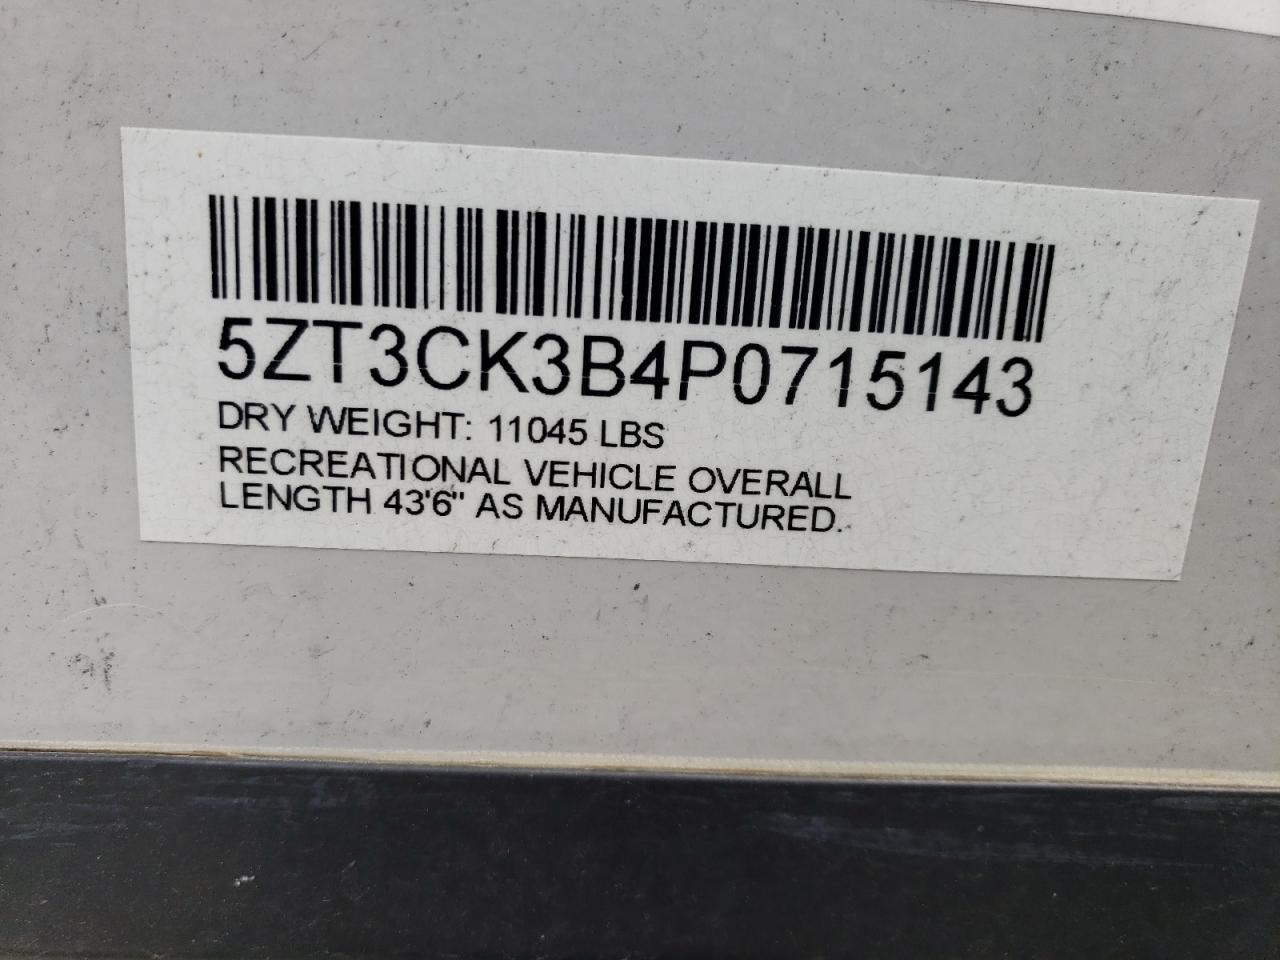 5ZT3CK3B4P0715143
DRY WEIGHT: 11045 LBS
RECREATIONAL VEHICLE OVERALL
LENGTH 43'6" AS MANUFACTURED.